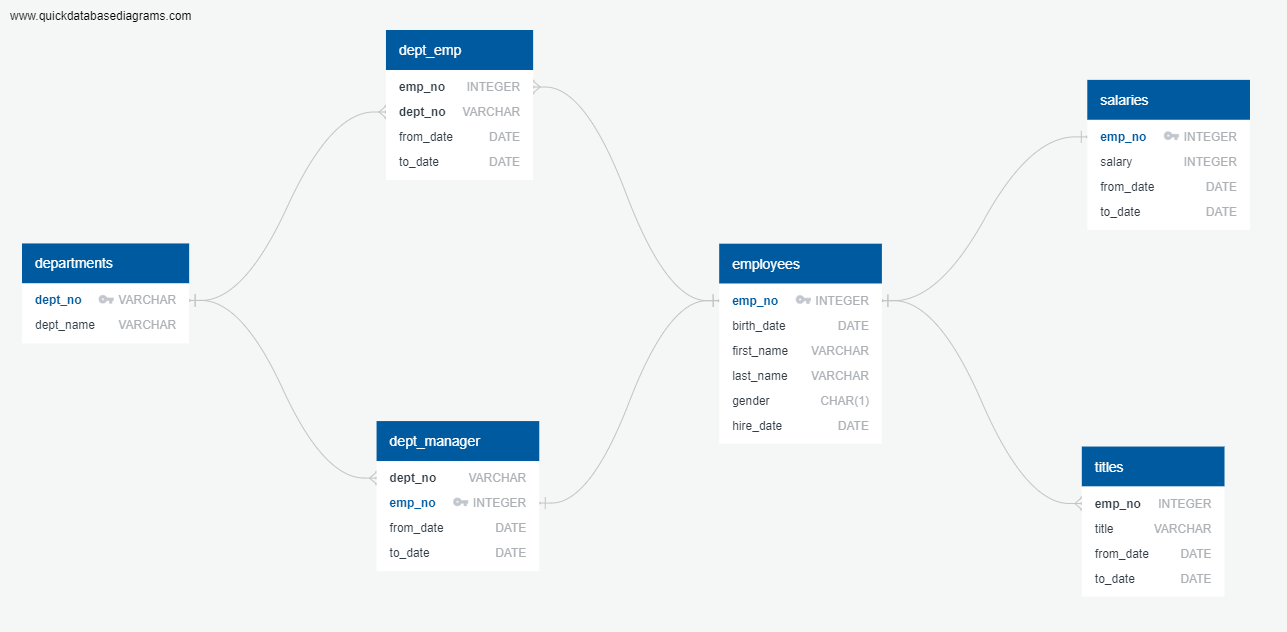 www.quickdatabasediagrams.com
dept_emp
emp_no INTEGER
dept_no VARCHAR
from_date DATE
to_date DATE
salaries
emp_no INTEGER
salary INTEGER
from_date DATE
to_date DATE
departments
dept_no VARCHAR
dept_name VARCHAR
employees
emp_no INTEGER
birth_date DATE
first_name VARCHAR
last_name VARCHAR
gender CHAR(1)
hire_date DATE
dept_manager
dept_no VARCHAR
emp_no INTEGER
from_date DATE
to_date DATE
titles
emp_no INTEGER
title VARCHAR
from_date DATE
to_date DATE